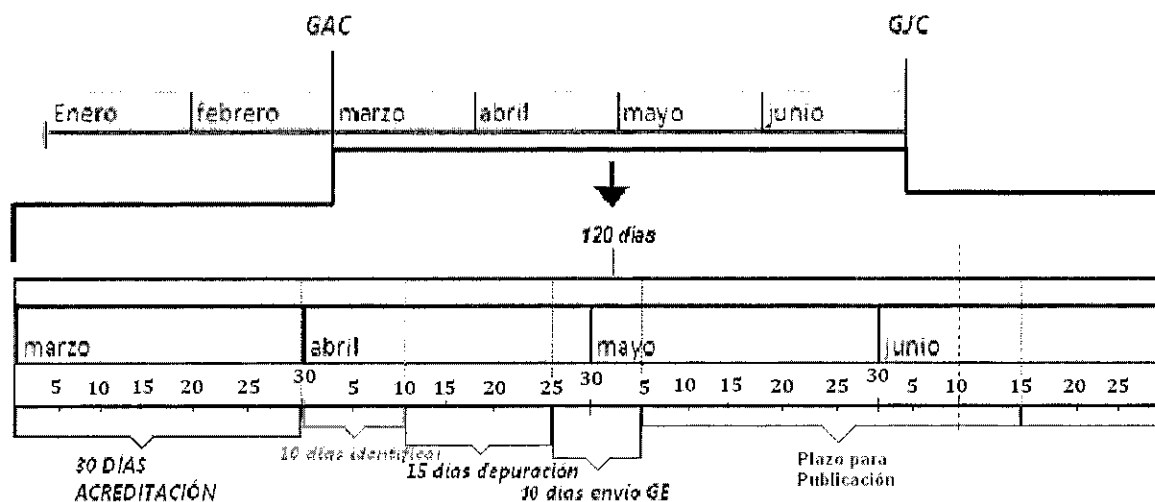 GAC GJC
Enero febrero marzo abril mayo junio
120 días
marzo abril mayo junio
5 10 15 20 25 30 5 10 15 20 25 30 5 10 15 20 25 30 5 10 15 20 25
30 DÍAS
ACREDITACIÓN
10 días identificar
15 días depuración
10 días envío GE
Plazo para
Publicación